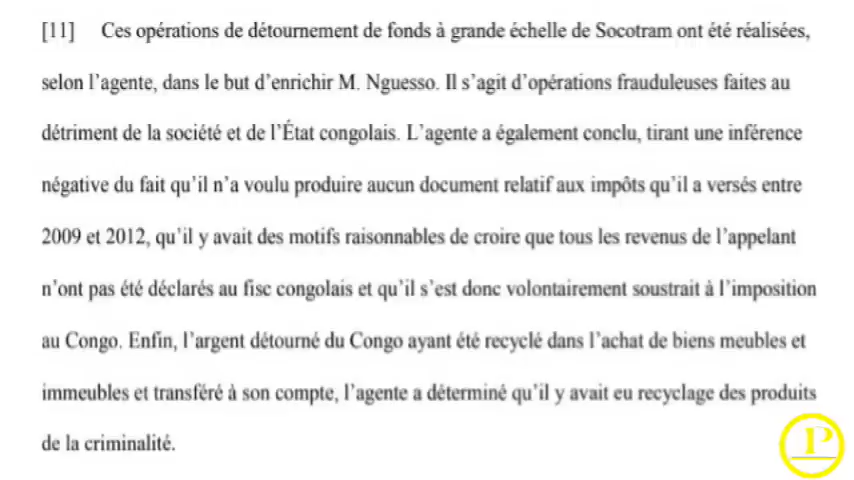 [11] Ces opérations de détournement de fonds à grande échelle de Socotram ont été réalisées,
selon l'agente, dans le but d'enrichir M. Nguesso. Il s'agit d'opérations frauduleuses faites au
détriment de la société et de l'État congolais. L'agente a également conclu, tirant une inférence
négative du fait qu'il n'a voulu produire aucun document relatif aux impôts qu'il a versés entre
2009 et 2012, qu'il y avait des motifs raisonnables de croire que tous les revenus de l'appelant
n'ont pas été déclarés au fisc congolais et qu'il s'est donc volontairement soustrait à l'imposition
au Congo. Enfin, l'argent détourné du Congo ayant été recyclé dans l'achat de biens meubles et
immeubles et transféré à son compte, l'agente a déterminé qu'il y avait eu recyclage des produits
de la criminalité.
P